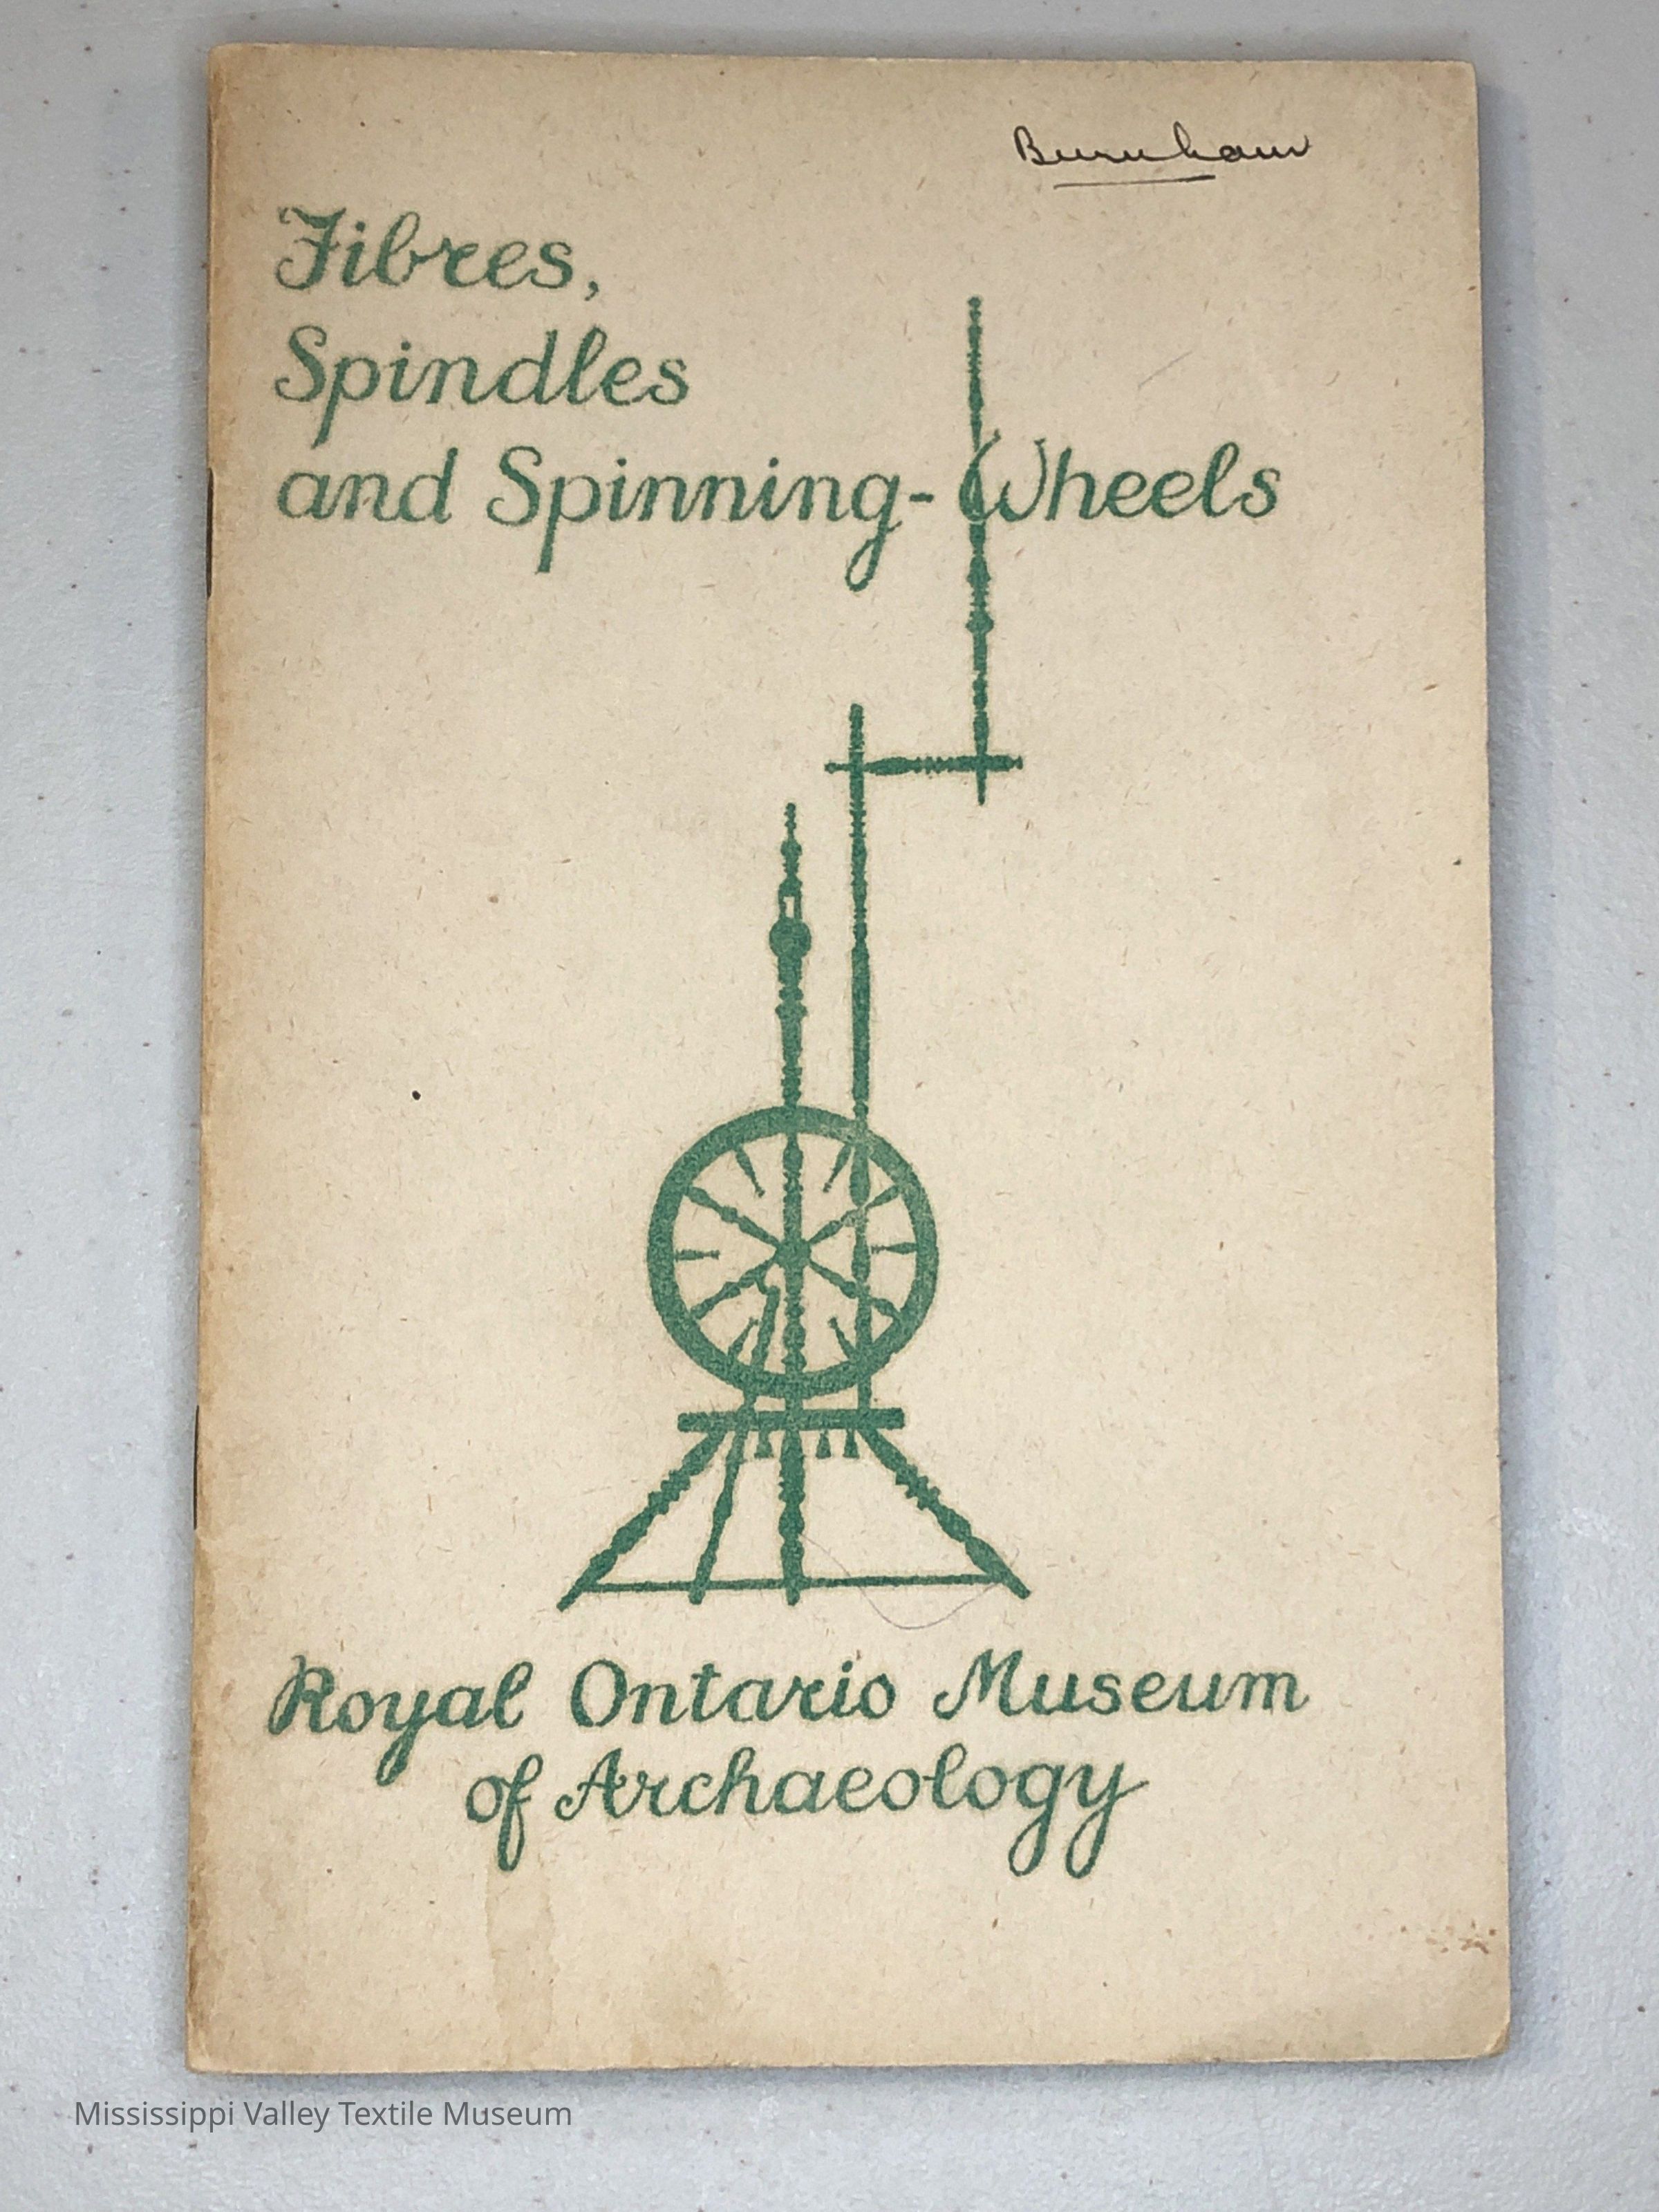 Burnham
Fibres,
Spindles
and Spinning-Wheels
Royal Ontario Museum
of Archaeology
Mississippi Valley Textile Museum